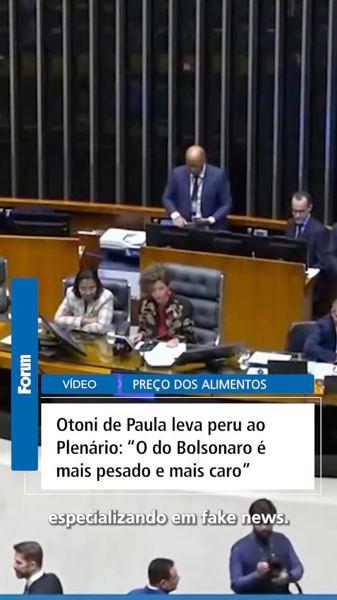 Forum
VÍDEO
PREÇO DOS ALIMENTOS
Otoni de Paula leva peru ao
Plenário: “O do Bolsonaro é
mais pesado e mais caro”
especializando em fake news.